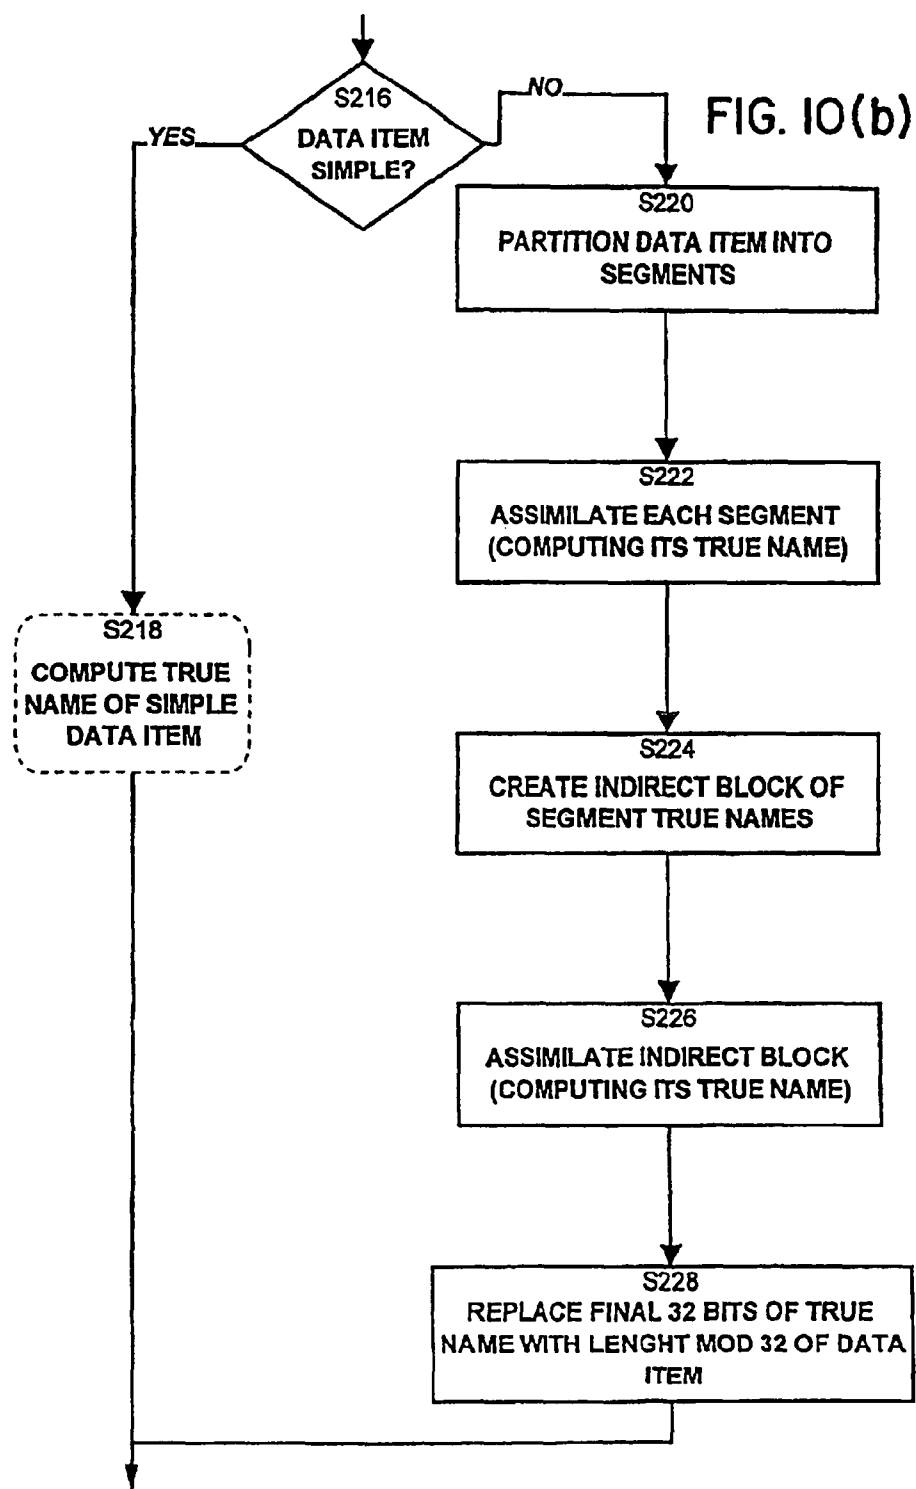 FIG. 10(b)
S216
DATA ITEM
SIMPLE?
YES
NO
S220
PARTITION DATA ITEM INTO
SEGMENTS
S222
ASSIMILATE EACH SEGMENT
(COMPUTING ITS TRUE NAME)
S218
COMPUTE TRUE
NAME OF SIMPLE
DATA ITEM
S224
CREATE INDIRECT BLOCK OF
SEGMENT TRUE NAMES
S226
ASSIMILATE INDIRECT BLOCK
(COMPUTING ITS TRUE NAME)
S228
REPLACE FINAL 32 BITS OF TRUE
NAME WITH LENGHT MOD 32 OF DATA
ITEM